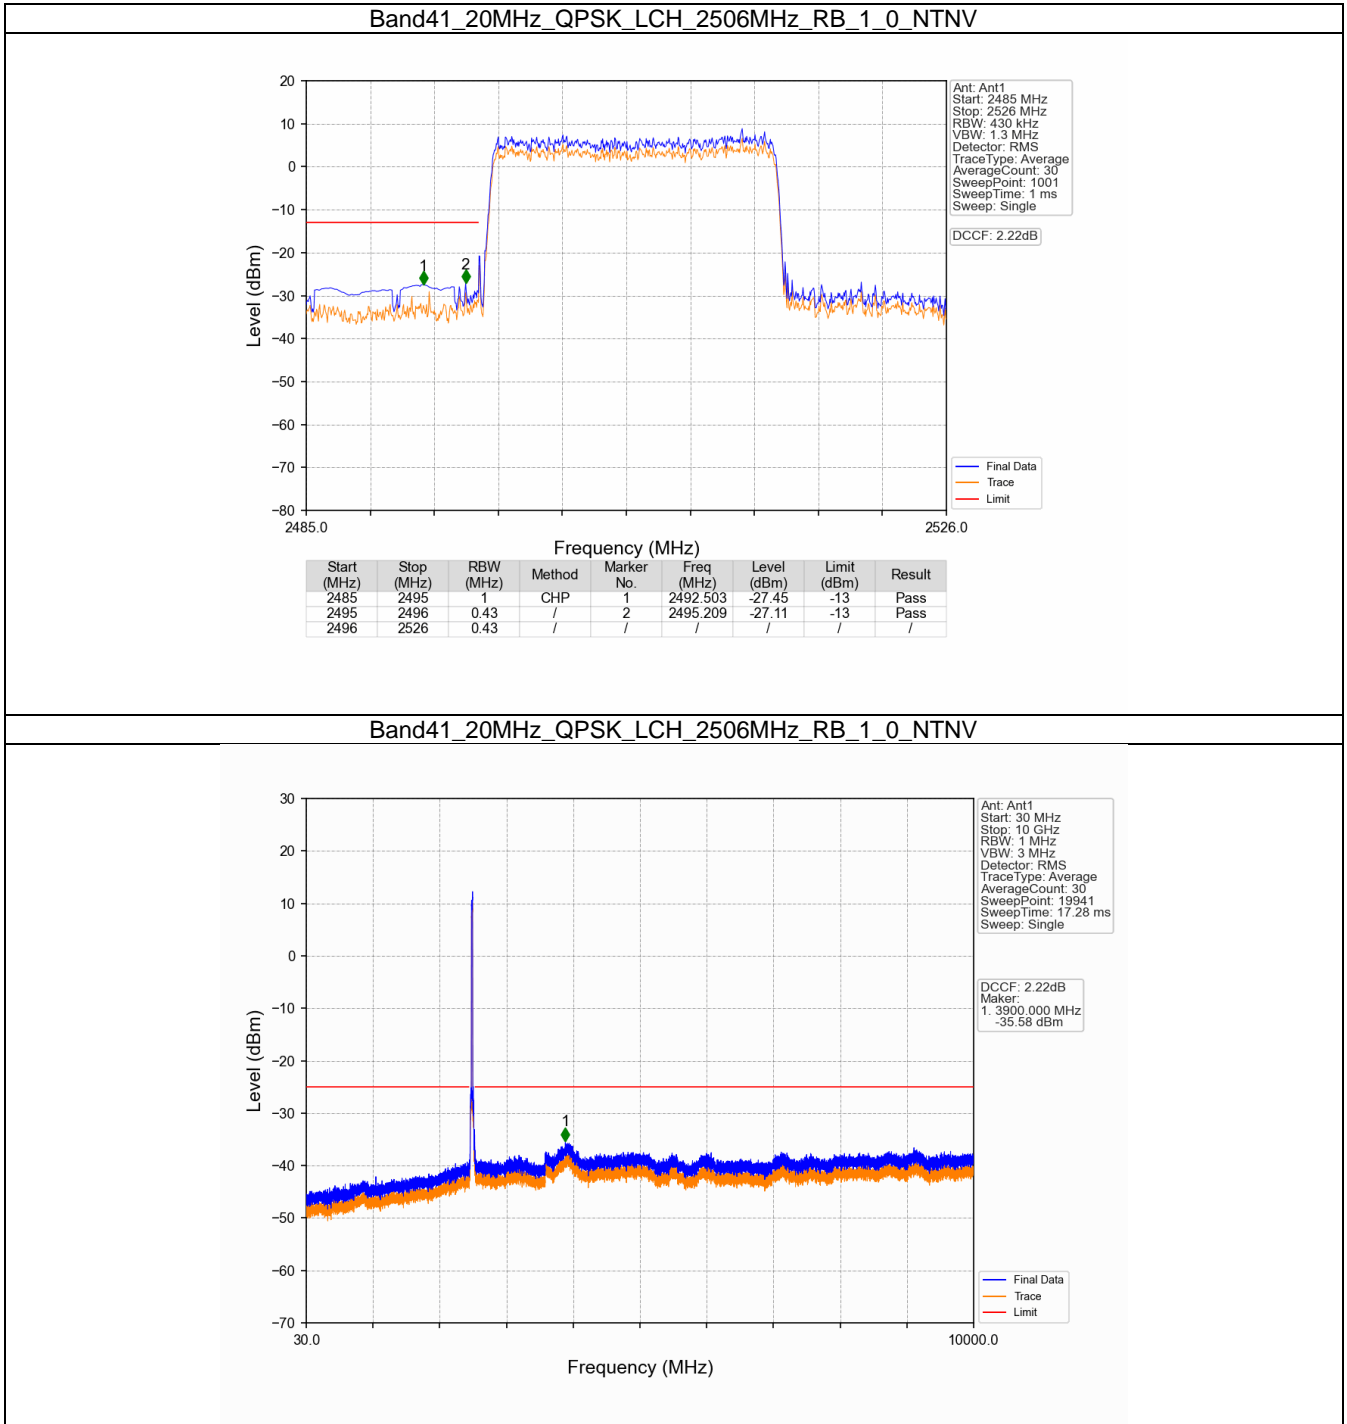 Band41_20MHz_QPSK_LCH_2506MHz_RB_1_0_NTNV
20
10
0
−10
−20
−30
−40
−50
−60
−70
−80
Level (dBm)
1
2
2485.0
2526.0
Frequency (MHz)
Ant: Ant1
Start: 2485 MHz
Stop: 2526 MHz
RBW: 430 kHz
VBW: 1.3 MHz
Detector: RMS
TraceType: Average
AverageCount: 30
SweepPoint: 1001
SweepTime: 1 ms
Sweep: Single
DCCF: 2.22dB
Final Data
Trace
Limit
Start (MHz) Stop (MHz) RBW (MHz) Method Marker No. Freq (MHz) Level (dBm) Limit (dBm) Result
2485 2495 1 CHP 1 2492.503 -27.45 -13 Pass
2495 2496 0.43 / 2 2495.209 -27.11 -13 Pass
2496 2526 0.43 / / / / / /
Band41_20MHz_QPSK_LCH_2506MHz_RB_1_0_NTNV
30
20
10
0
−10
−20
−30
−40
−50
−60
−70
Level (dBm)
1
30.0
10000.0
Frequency (MHz)
Ant: Ant1
Start: 30 MHz
Stop: 10 GHz
RBW: 1 MHz
VBW: 3 MHz
Detector: RMS
TraceType: Average
AverageCount: 30
SweepPoint: 19941
SweepTime: 17.28 ms
Sweep: Single
DCCF: 2.22dB
Maker:
1. 3900.000 MHz
-35.58 dBm
Final Data
Trace
Limit